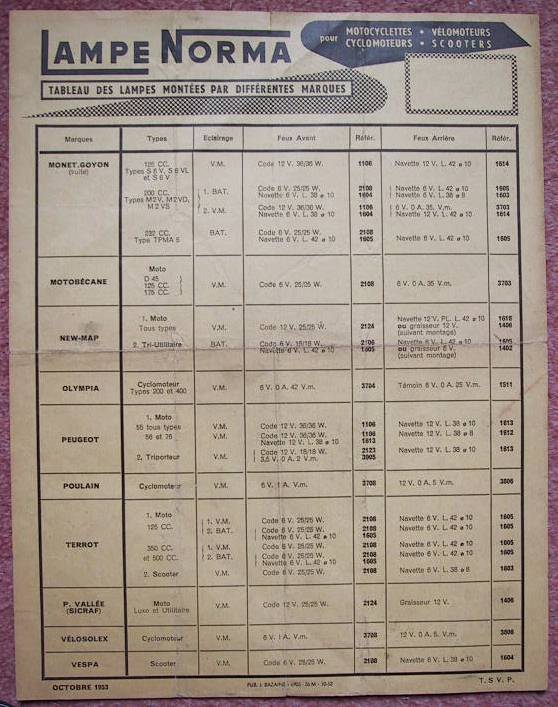 LAMPE NORMA
pour
MOTOCYCLETTES • VÉLOMOTEURS
CYCLOMOTEURS • SCOOTERS
TABLEAU DES LAMPES MONTÉES PAR DIFFÉRENTES MARQUES
Marques Types Eclairage Feux Avant Référ. Feux Arrière Référ.
MONET.GOYON 125 CC. V.M. Code 12 V. 36/36 W. 1106 Navette 12 V. L. 42 ø 10 1614
(suite) Types S 6 V, S 6 VL
et S 6 V
200 CC. 1. BAT. Code 6 V. 25/25 W. 2108 Navette 6 V. L. 42 ø 10 1605
Types M2 V, M2 VD, Navette 6 V. L. 38 ø 10 1604 Navette 6 V. L. 38 ø 8 1603
M 2 VS 2. V.M. Code 12 V. 36/36 W. 1106 6 V. 0 A. 35 V.m. 3703
Navette 6 V. L. 38 ø 10 1604 Navette 12 V. L. 42 ø 10 1614
232 CC. BAT. Code 6 V. 25/25 W. 2108
Type TPMA 5 Navette 6 V. L. 42 ø 10 1605 Navette 6 V. L. 42 ø 10 1605
MOTOBÉCANE Moto
D 45
125 CC. V.M. Code 6 V. 25/25 W. 2108 6 V. 0 A. 35 V.m. 3703
175 CC.
NEW-MAP 1. Moto Navette 12 V. PL. L. 42 ø 10 1618
Tous types V.M. Code 12 V. 25/25 W. 2124 ou graisseur 12 V. 1406
(suivant montage)
2. Tri-Utilitaire BAT. Code 6 V. 18/18 W. 2106 Navette 6 V. L. 42 ø 10 1605
Navette 6 V. L. 42 ø 10 1605 ou graisseur 6 V. 1402
(suivant montage)
OLYMPIA Cyclomoteur V.M. 6 V. 0 A. 42 V.m. 3704 Témoin 6 V. 0 A. 25 V.m. 1511
Types 200 et 400
PEUGEOT 1. Moto
55 tous types V.M. Code 12 V. 36/36 W. 1106 Navette 12 V. L. 38 ø 10 1613
56 et 76 V.M. Code 12 V. 36/36 W. 1106 Navette 12 V. L. 38 ø 8 1612
Navette 12 V. L. 38 ø 10 1613
2. Triporteur V.M. Code 12 V. 18/18 W. 2123 Navette 12 V. L. 38 ø 10 1613
3,5 V. 0 A. 2 V.m. 3905
POULAIN Cyclomoteur V.M. 6 V. 1 A. V.m. 3708 12 V. 0 A. 5 V.m. 3806
TERROT 1. Moto
125 CC. 1. V.M. Code 6 V. 25/25 W. 2108 Navette 6 V. L. 42 ø 10 1605
2. BAT. Code 6 V. 25/25 W. 2108 Navette 6 V. L. 42 ø 10 1605
Navette 6 V. L. 42 ø 10 1605
350 CC. 1. V.M. Code 6 V. 25/25 W. 2108 Navette 6 V. L. 42 ø 10 1605
et 500 CC. 2. BAT. Code 6 V. 25/25 W. 2108 Navette 6 V. L. 42 ø 10 1605
Navette 6 V. L. 42 ø 10 1605
2. Scooter V.M. Code 6 V. 25/25 W. 2108 Navette 6 V. L. 38 ø 8 1603
P. VALLÉE Moto V.M. Code 12 V. 25/25 W. 2124 Graisseur 12 V. 1406
(SICRAF) Luxe et Utilitaire
VÉLOSOLEX Cyclomoteur V.M. 6 V. 1 A. V.m. 3708 12 V. 0 A. 5. V.m. 3806
VESPA Scooter V.M. Code 6 V. 25/25 W. 2108 Navette 6 V. L. 38 ø 10 1604
OCTOBRE 1953 PUB. J. BAZAINE T. S. V. P.